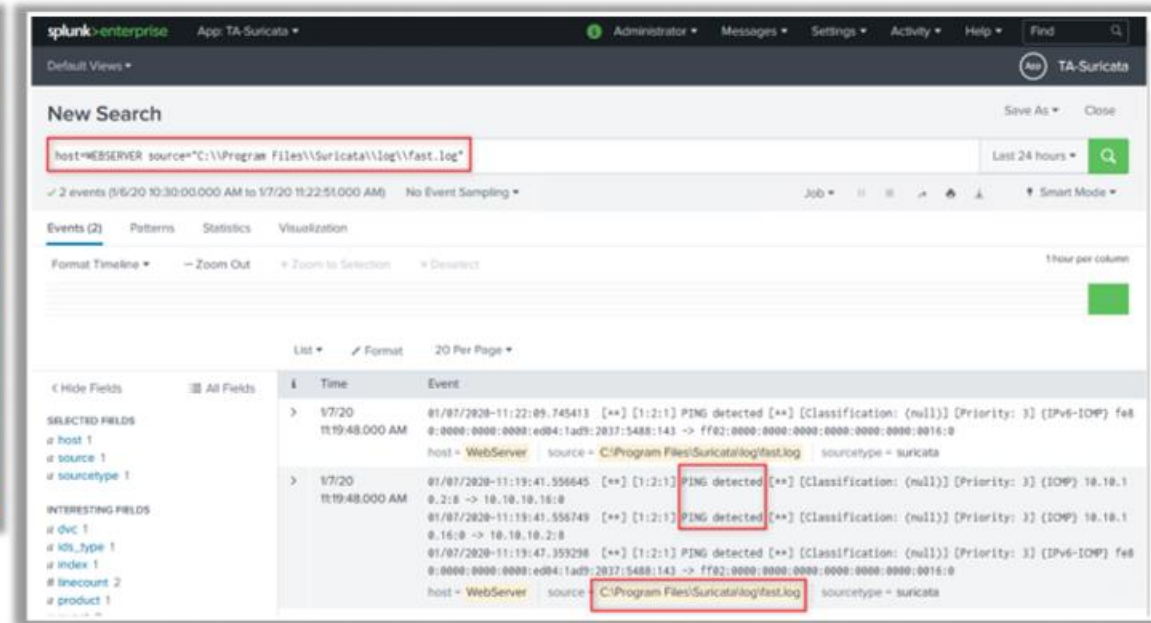 splunk>enterprise App: TA-Suricata Administrator Messages Settings Activity Help Find
Default Views App TA-Suricata
New Search Save As Close
host=WEBSERVER source="C:\\Program Files\\Suricata\\log\\fast.log" Last 24 hours
✓ 2 events (1/6/20 10:30:00.000 AM to 1/7/20 11:22:51.000 AM) No Event Sampling Job Smart Mode
Events (2) Patterns Statistics Visualization
Format Timeline — Zoom Out + Zoom to Selection × Deselect 1 hour per column
List Format 20 Per Page
< Hide Fields All Fields i Time Event
SELECTED FIELDS
a host 1
a source 1
a sourcetype 1
INTERESTING FIELDS
a dvc 1
a ids_type 1
a index 1
# linecount 2
a product 1
> 1/7/20 11:19:48.000 AM
01/07/2020-11:22:09.745413 [**] [1:2:1] PING detected [**] [Classification: (null)] [Priority: 3] {IPv6-ICMP} fe8
0:0000:0000:0000:ed04:1ad9:2037:5488:143 -> ff02:0000:0000:0000:0000:0000:0000:0016:0
host = WebServer source = C:\Program Files\Suricata\log\fast.log sourcetype = suricata
> 1/7/20 11:19:48.000 AM
01/07/2020-11:19:41.556645 [**] [1:2:1] PING detected [**] [Classification: (null)] [Priority: 3] {ICMP} 10.10.1
0.2:8 -> 10.10.10.16:0
01/07/2020-11:19:41.556749 [**] [1:2:1] PING detected [**] [Classification: (null)] [Priority: 3] {ICMP} 10.10.1
0.16:0 -> 10.10.10.2:8
01/07/2020-11:19:47.359298 [**] [1:2:1] PING detected [**] [Classification: (null)] [Priority: 3] {IPv6-ICMP} fe8
0:0000:0000:0000:ed04:1ad9:2037:5488:143 -> ff02:0000:0000:0000:0000:0000:0000:0016:0
host = WebServer source = C:\Program Files\Suricata\log\fast.log sourcetype = suricata